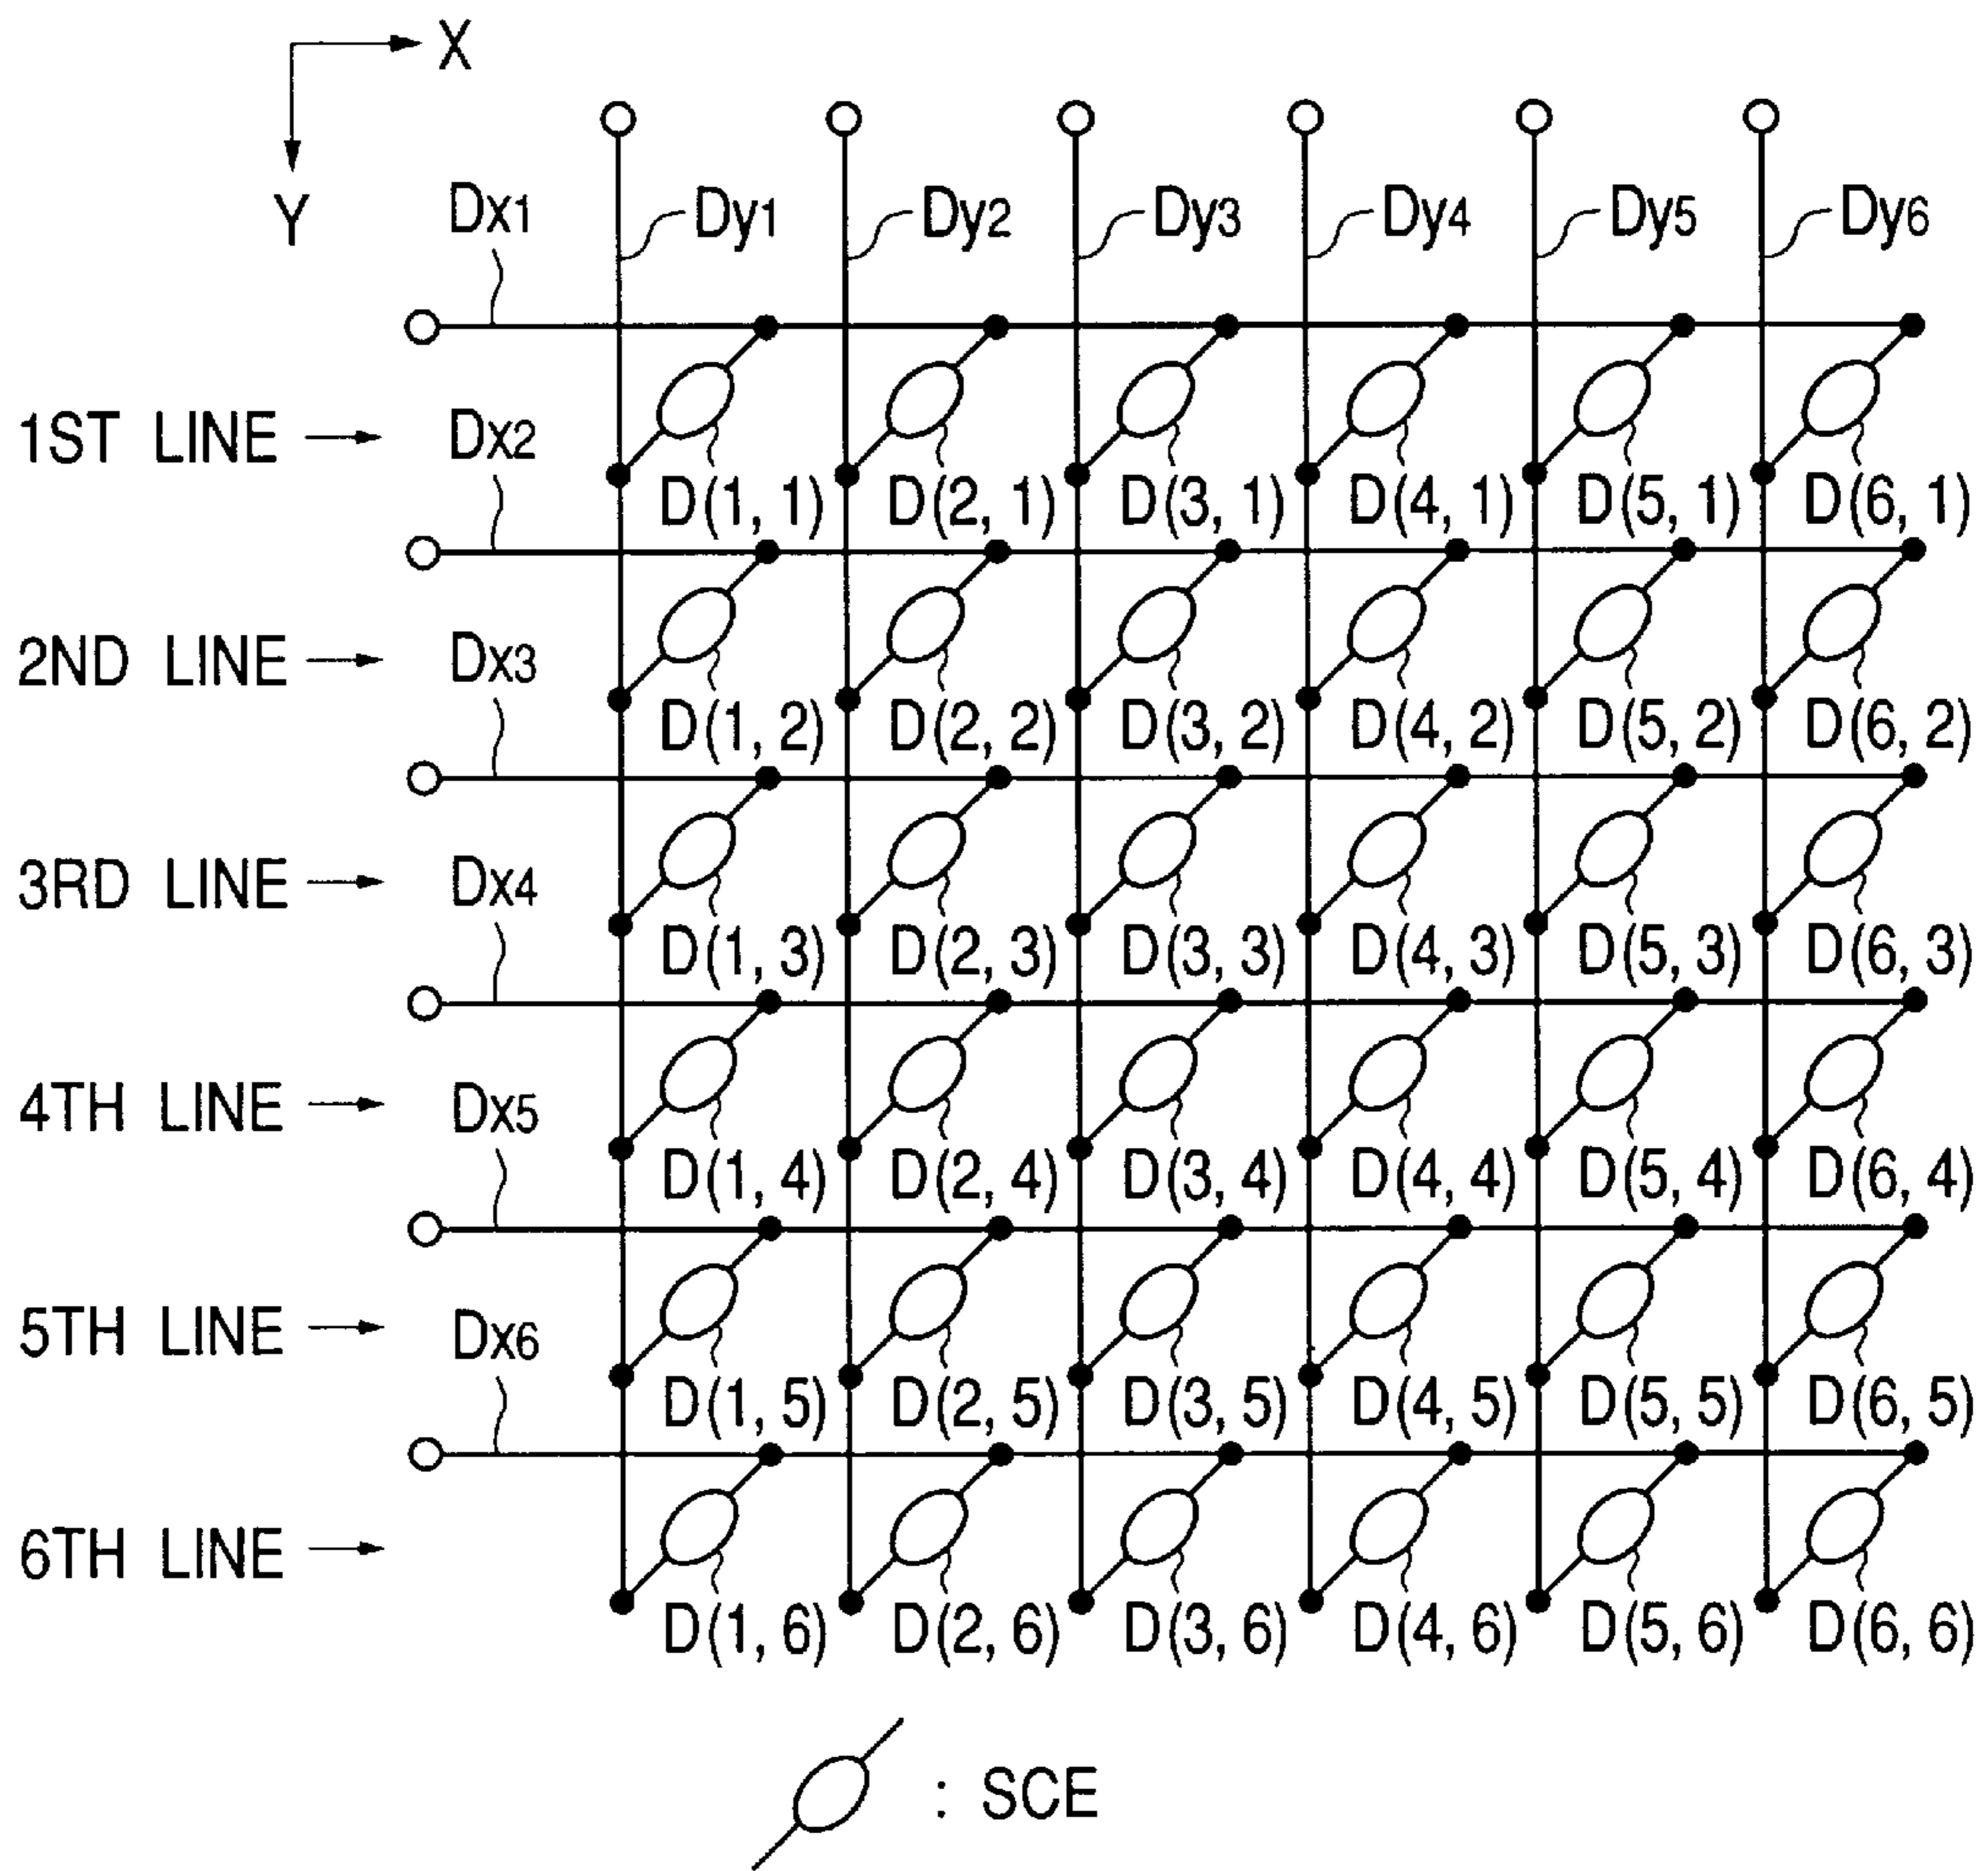 X
Y
Dx1 Dy1 Dy2 Dy3 Dy4 Dy5 Dy6
1ST LINE Dx2
D(1, 1) D(2, 1) D(3, 1) D(4, 1) D(5, 1) D(6, 1)
2ND LINE Dx3
D(1, 2) D(2, 2) D(3, 2) D(4, 2) D(5, 2) D(6, 2)
3RD LINE Dx4
D(1, 3) D(2, 3) D(3, 3) D(4, 3) D(5, 3) D(6, 3)
4TH LINE Dx5
D(1, 4) D(2, 4) D(3, 4) D(4, 4) D(5, 4) D(6, 4)
5TH LINE Dx6
D(1, 5) D(2, 5) D(3, 5) D(4, 5) D(5, 5) D(6, 5)
6TH LINE
D(1, 6) D(2, 6) D(3, 6) D(4, 6) D(5, 6) D(6, 6)
: SCE